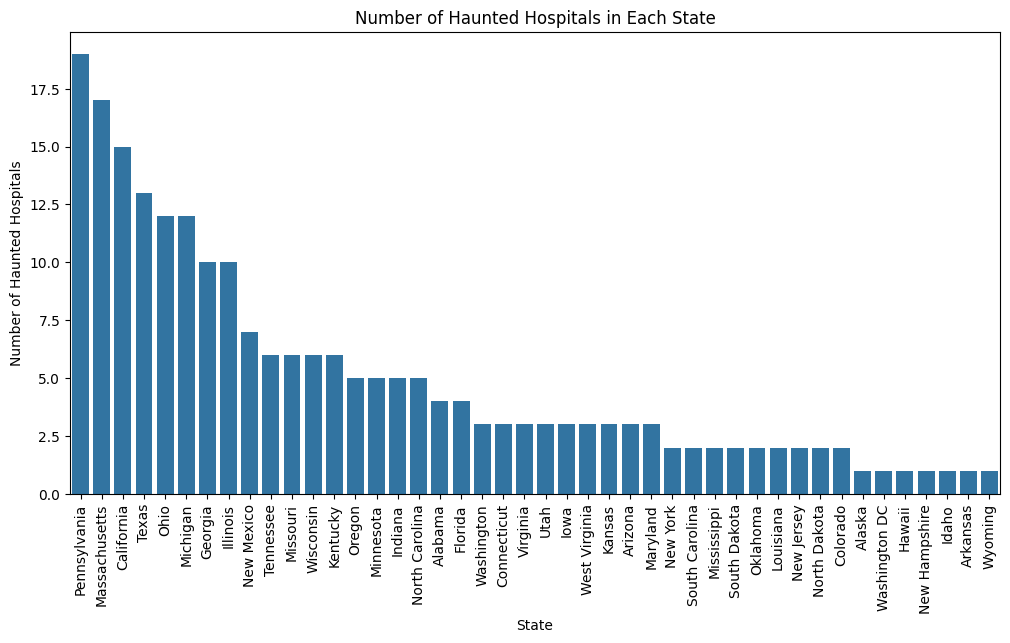 Number of Haunted Hospitals in Each State
Number of Haunted Hospitals
17.5
15.0
12.5
10.0
7.5
5.0
2.5
0.0
Pennsylvania
Massachusetts
California
Texas
Ohio
Michigan
Georgia
Illinois
New Mexico
Tennessee
Missouri
Wisconsin
Kentucky
Oregon
Minnesota
Indiana
North Carolina
Alabama
Florida
Washington
Connecticut
Virginia
Utah
Iowa
West Virginia
Kansas
Arizona
Maryland
New York
South Carolina
Mississippi
South Dakota
Oklahoma
Louisiana
New Jersey
North Dakota
Colorado
Alaska
Washington DC
Hawaii
New Hampshire
Idaho
Arkansas
Wyoming
State